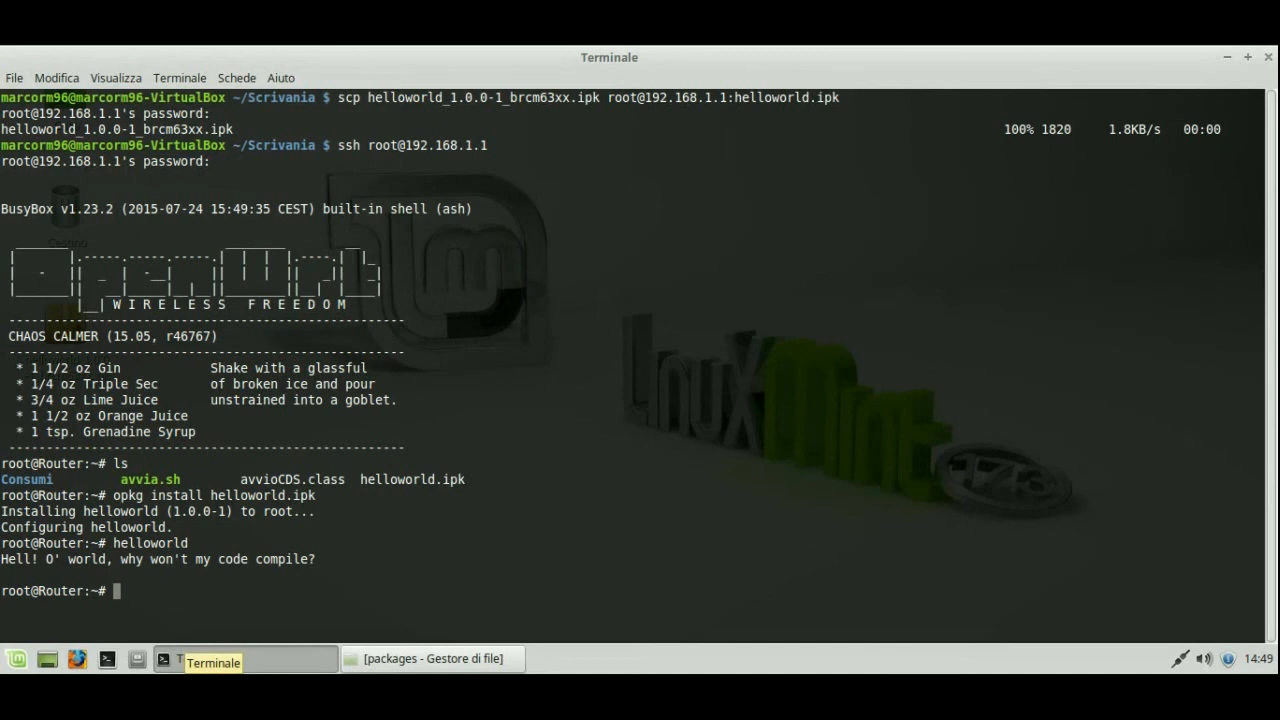 Terminale
File Modifica Visualizza Terminale Schede Aiuto
marcorm96@marcorm96-VirtualBox ~/Scrivania $ scp helloworld_1.0.0-1_brcm63xx.ipk root@192.168.1.1:helloworld.ipk
root@192.168.1.1's password:
helloworld_1.0.0-1_brcm63xx.ipk 100% 1820 1.8KB/s 00:00
marcorm96@marcorm96-VirtualBox ~/Scrivania $ ssh root@192.168.1.1
root@192.168.1.1's password:
BusyBox v1.23.2 (2015-07-24 15:49:35 CEST) built-in shell (ash)
OpenWrt
W I R E L E S S F R E E D O M
-----------------------------------------------------
CHAOS CALMER (15.05, r46767)
-----------------------------------------------------
* 1 1/2 oz Gin Shake with a glassful
* 1/4 oz Triple Sec of broken ice and pour
* 3/4 oz Lime Juice unstrained into a goblet.
* 1 1/2 oz Orange Juice
* 1 tsp. Grenadine Syrup
-----------------------------------------------------
root@Router:~# ls
Consumi avvia.sh avvioCDS.class helloworld.ipk
root@Router:~# opkg install helloworld.ipk
Installing helloworld (1.0.0-1) to root...
Configuring helloworld.
root@Router:~# helloworld
Hell! O' world, why won't my code compile?
root@Router:~#
Linux Mint 17.3
Cestino
T
Terminale
[packages - Gestore di file]
14:49